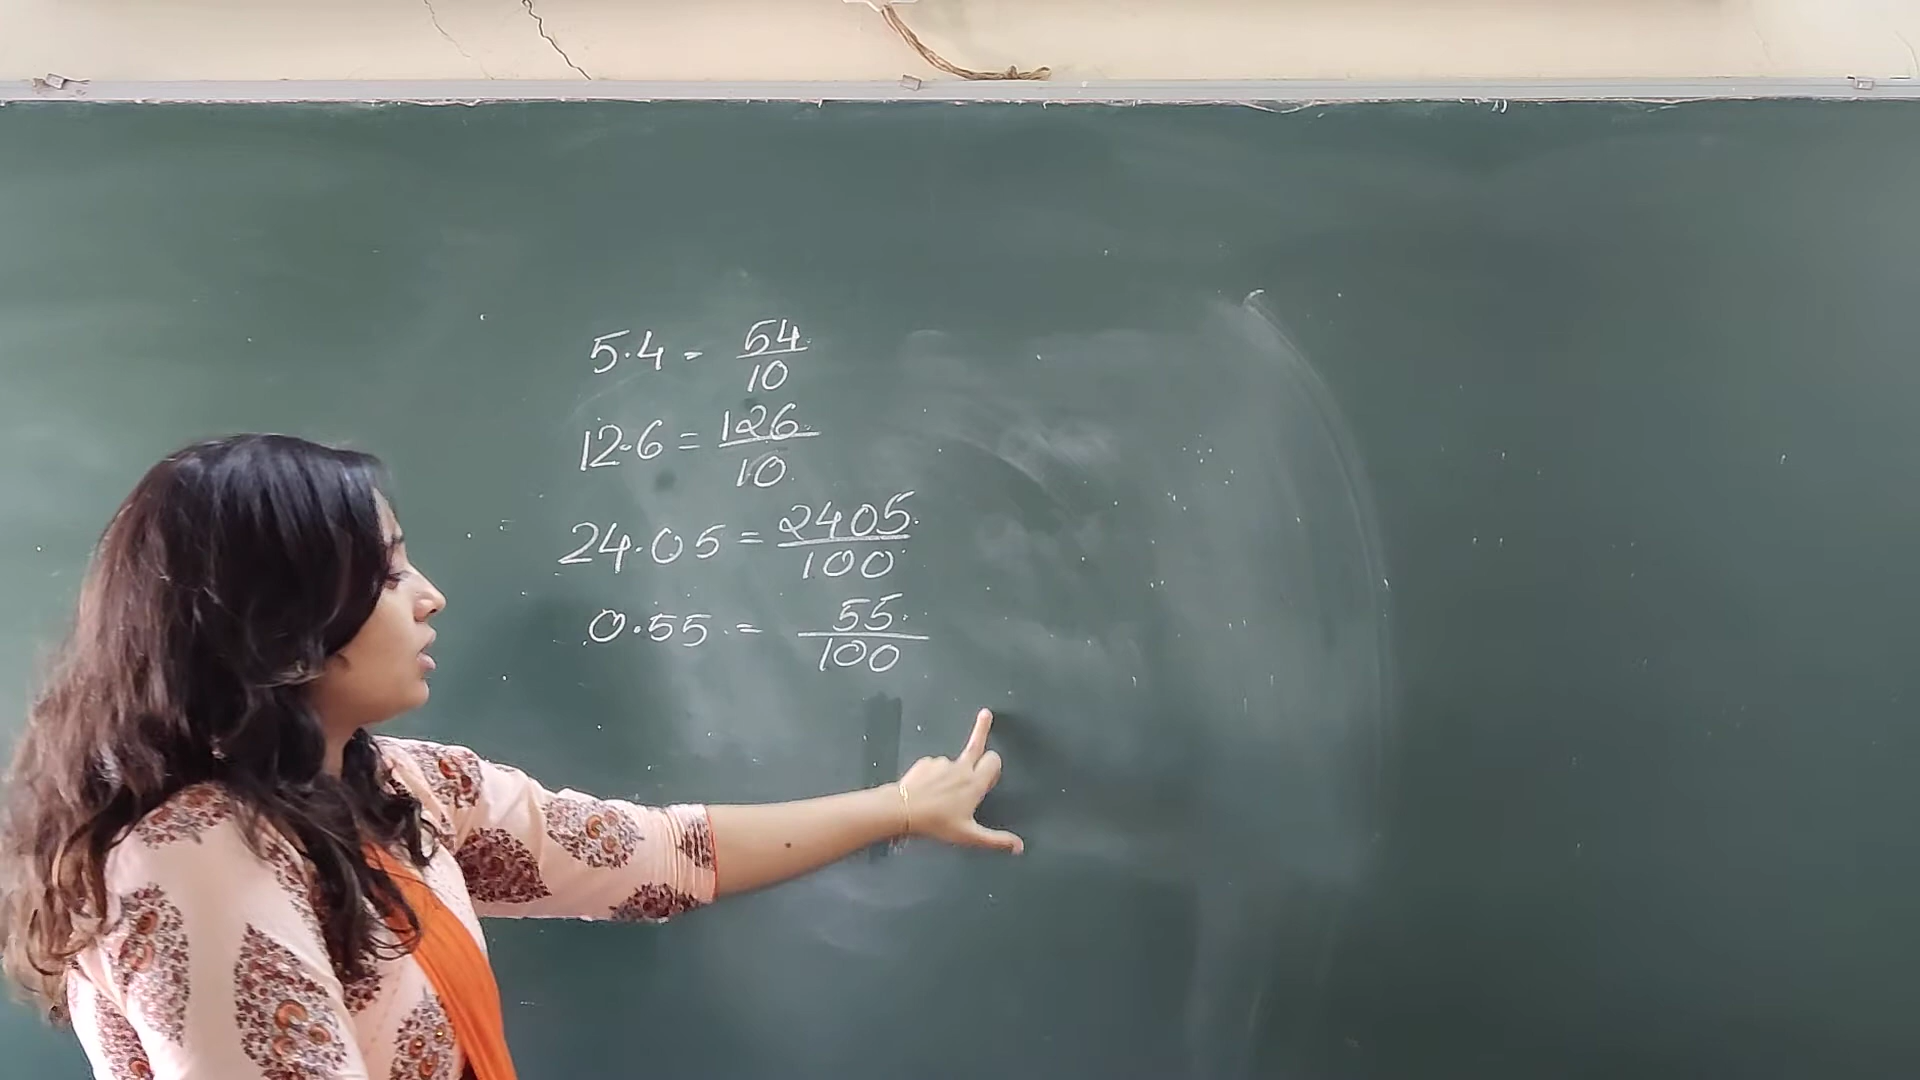 5.4 = 54/10
12.6 = 126/10
24.05 = 2405/100
0.55 = 55/100